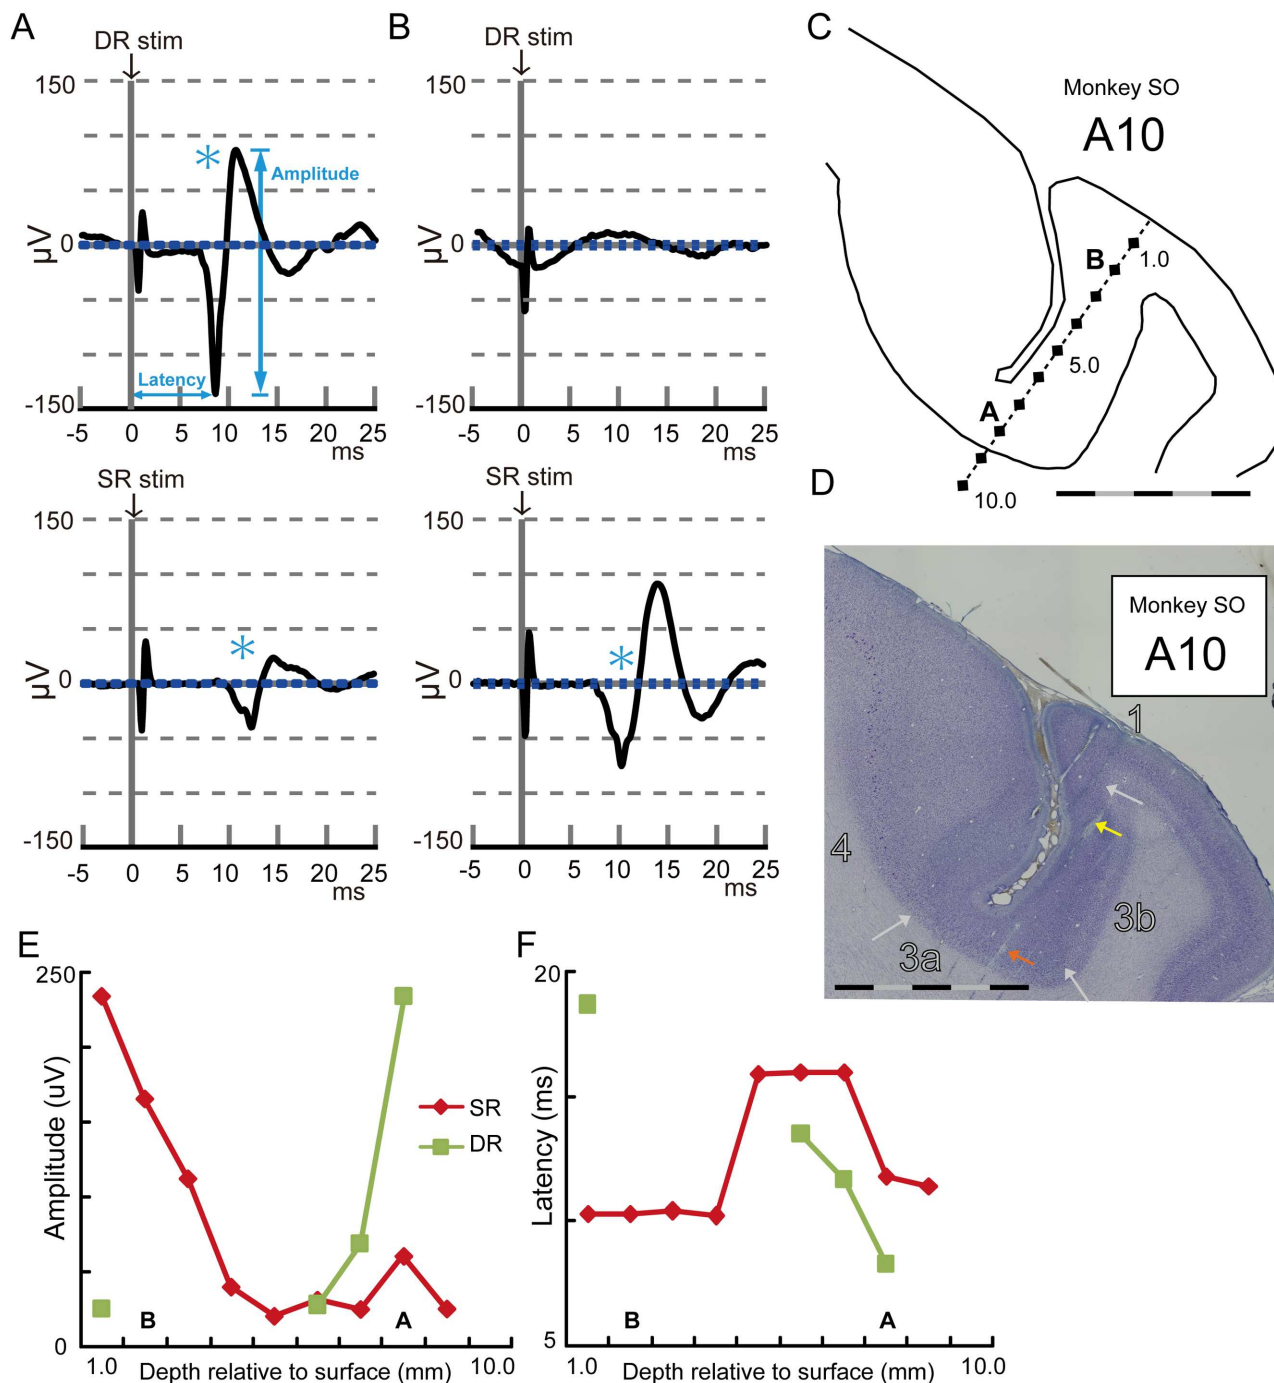 A
DR stim
150
µV
0
-150
Amplitude
Latency
-5 0 5 10 15 20 25
ms
SR stim
150
µV
0
-150
-5 0 5 10 15 20 25
ms
B
DR stim
150
µV
0
-150
-5 0 5 10 15 20 25
ms
SR stim
150
µV
0
-150
-5 0 5 10 15 20 25
ms
C
Monkey SO
A10
B
1.0
5.0
A
10.0
D
Monkey SO
A10
1
4
3b
3a
E
250
Amplitude (uV)
0
SR
DR
B
A
1.0 Depth relative to surface (mm) 10.0
F
20
Latency (ms)
5
B
A
1.0 Depth relative to surface (mm) 10.0